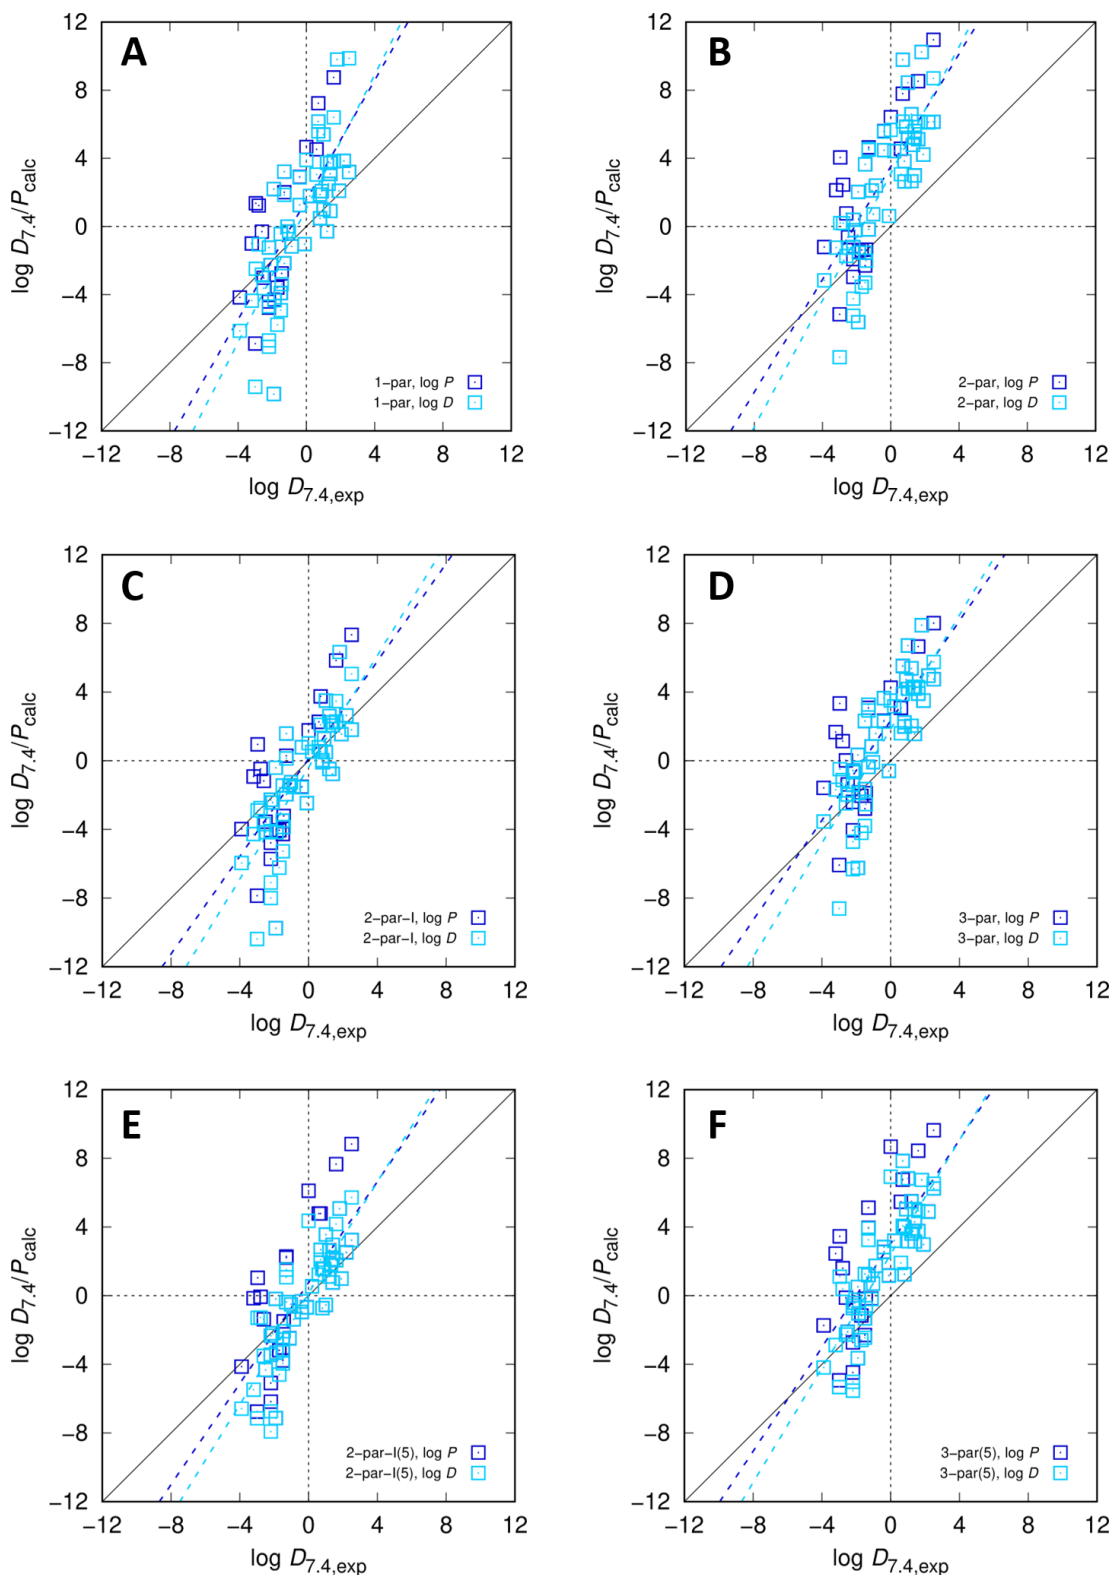 A
12
8
4
0
−4
−8
−12
log D7.4/Pcalc
1−par, log P
1−par, log D
−12 −8 −4 0 4 8 12
log D7.4,exp
B
12
8
4
0
−4
−8
−12
log D7.4/Pcalc
2−par, log P
2−par, log D
−12 −8 −4 0 4 8 12
log D7.4,exp
C
12
8
4
0
−4
−8
−12
log D7.4/Pcalc
2−par−I, log P
2−par−I, log D
−12 −8 −4 0 4 8 12
log D7.4,exp
D
12
8
4
0
−4
−8
−12
log D7.4/Pcalc
3−par, log P
3−par, log D
−12 −8 −4 0 4 8 12
log D7.4,exp
E
12
8
4
0
−4
−8
−12
log D7.4/Pcalc
2−par−I(5), log P
2−par−I(5), log D
−12 −8 −4 0 4 8 12
log D7.4,exp
F
12
8
4
0
−4
−8
−12
log D7.4/Pcalc
3−par(5), log P
3−par(5), log D
−12 −8 −4 0 4 8 12
log D7.4,exp